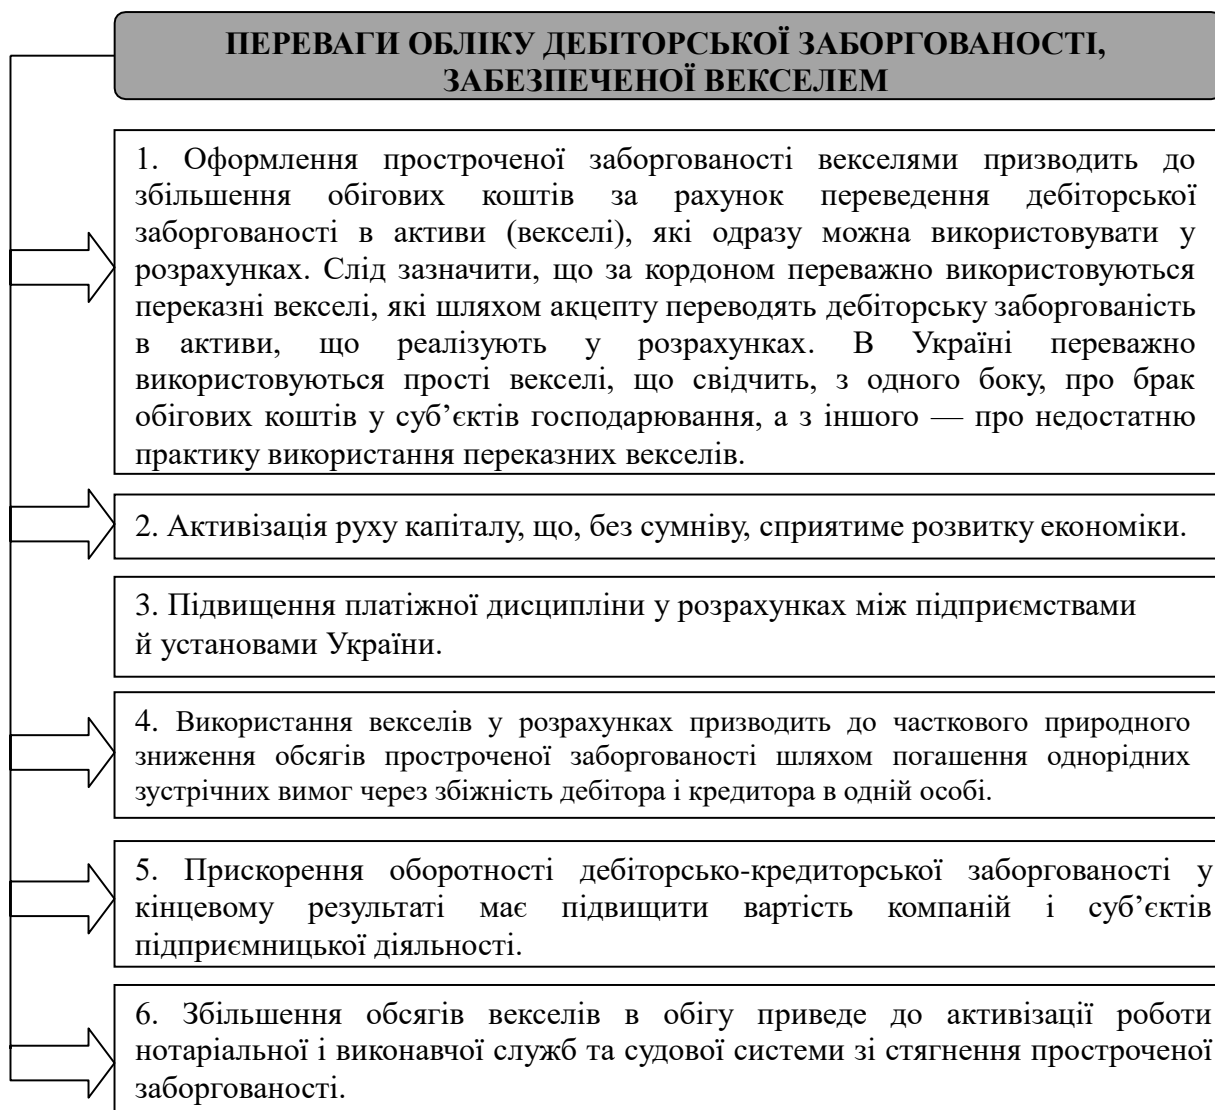 ПЕРЕВАГИ ОБЛІКУ ДЕБІТОРСЬКОЇ ЗАБОРГОВАНОСТІ,
ЗАБЕЗПЕЧЕНОЇ ВЕКСЕЛЕМ
1. Оформлення простроченої заборгованості векселями призводить до
збільшення обігових коштів за рахунок переведення дебіторської
заборгованості в активи (векселі), які одразу можна використовувати у
розрахунках. Слід зазначити, що за кордоном переважно використовуються
переказні векселі, які шляхом акцепту переводять дебіторську заборгованість
в активи, що реалізують у розрахунках. В Україні переважно
використовуються прості векселі, що свідчить, з одного боку, про брак
обігових коштів у суб’єктів господарювання, а з іншого — про недостатню
практику використання переказних векселів.
2. Активізація руху капіталу, що, без сумніву, сприятиме розвитку економіки.
3. Підвищення платіжної дисципліни у розрахунках між підприємствами
й установами України.
4. Використання векселів у розрахунках призводить до часткового природного
зниження обсягів простроченої заборгованості шляхом погашення однорідних
зустрічних вимог через збіжність дебітора і кредитора в одній особі.
5. Прискорення оборотності дебіторсько-кредиторської заборгованості у
кінцевому результаті має підвищити вартість компаній і суб’єктів
підприємницької діяльності.
6. Збільшення обсягів векселів в обігу приведе до активізації роботи
нотаріальної і виконавчої служб та судової системи зі стягнення простроченої
заборгованості.